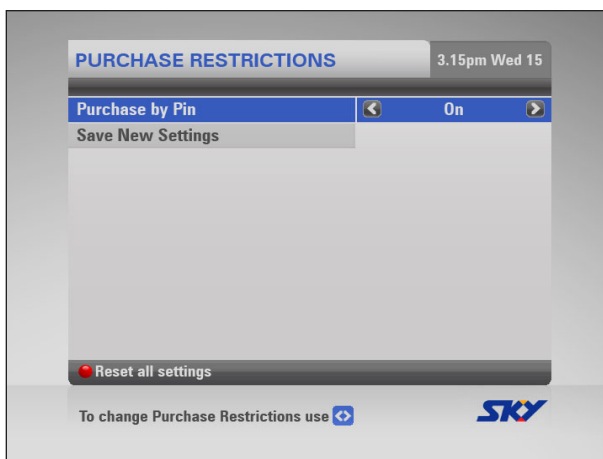 PURCHASE RESTRICTIONS
3.15pm Wed 15
Purchase by Pin
On
Save New Settings
Reset all settings
To change Purchase Restrictions use
SKY